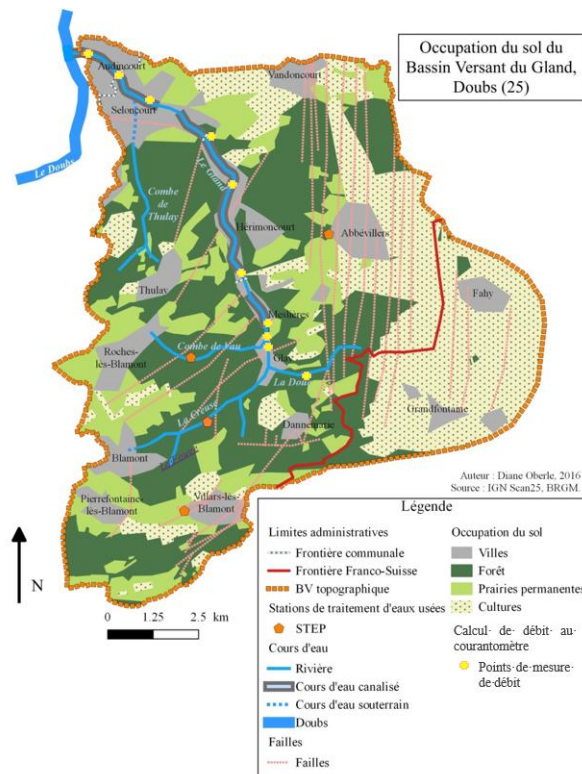 Occupation du sol du
Bassin Versant du Gland,
Doubs (25)
Audincourt
Vandoncourt
Seloncourt
Le Doubs
Le Gland
Combe
de
Thulay
Hérimoncourt
Abbévillers
Thulay
Fahy
Meslières
Roches-
lès-Blamont
Combe de Vau
Glay
La Doue
Grandfontaine
La Creuse
Dannemarie
Blamont
Pierrefontaine-
lès-Blamont
Villars-lès-
Blamont
Auteur : Diane Oberle, 2016
Source : IGN Scan25, BRGM.
N
0 1.25 2.5 km
Légende
Limites administratives
Frontière communale
Frontière Franco-Suisse
BV topographique
Stations de traitement d'eaux usées
STEP
Cours d'eau
Rivière
Cours d'eau canalisé
Cours d'eau souterrain
Doubs
Failles
Failles
Occupation du sol
Villes
Forêt
Prairies permanentes
Cultures
Calcul de débit au
courantomètre
Points de mesure
de débit